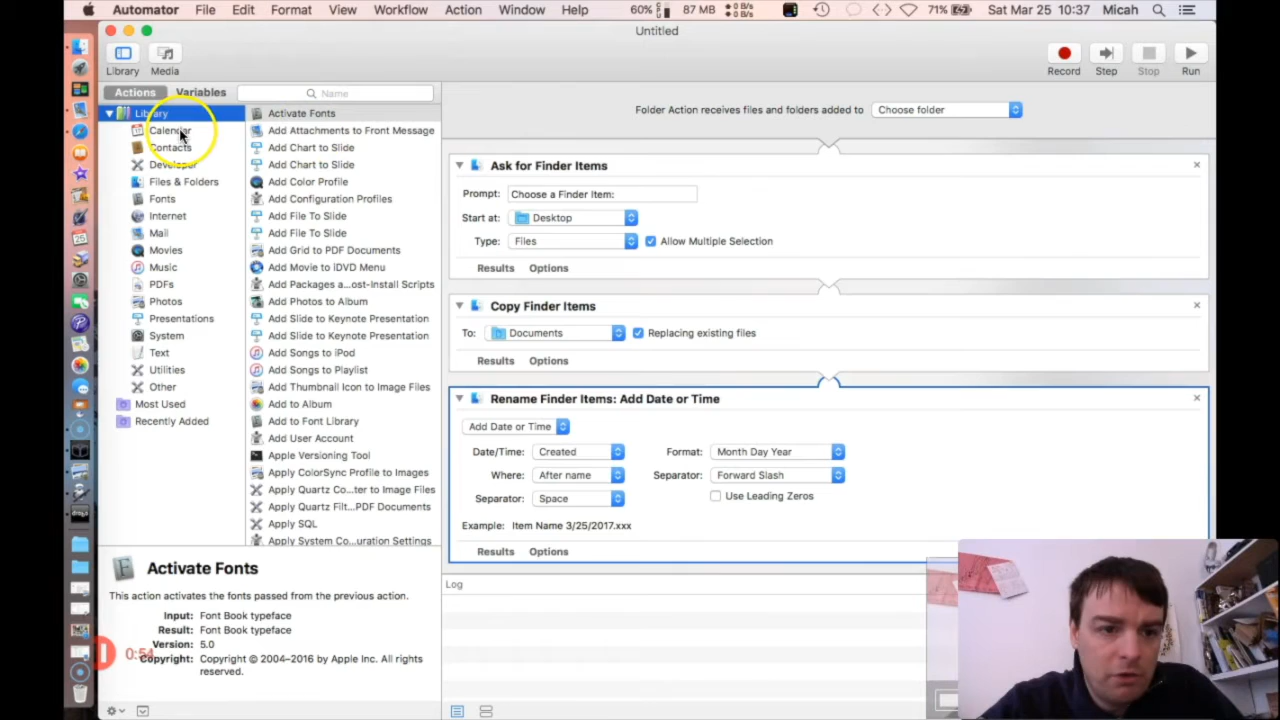 Automator File Edit Format View Action Workflow Automation Window Help 60% 87 MB 0 B/s 0 B/s 71% Sat Mar 25 10:37 Micah
Untitled
Library Media Record Step Stop Run
Actions Variables Name
Folder Action receives files and folders added to Choose folder
Library
Calendar
Contacts
Developer
Files & Folders
Fonts
Internet
Mail
Movies
Music
PDFs
Photos
Presentations
System
Text
Utilities
Other
Most Used
Recently Added
Activate Fonts
Add Attachments to Front Message
Add Chart to Slide
Add Chart to Slide
Add Color Profile
Add Configuration Profiles
Add File To Slide
Add File To Slide
Add Grid to PDF Documents
Add Movie to iDVD Menu
Add Packages a...ost-Install Scripts
Add Photos to Album
Add Slide to Keynote Presentation
Add Slide to Keynote Presentation
Add Songs to iPod
Add Songs to Playlist
Add Thumbnail Icon to Image Files
Add to Album
Add to Font Library
Add User Account
Apple Versioning Tool
Apply ColorSync Profile to Images
Apply Quartz Co...ter to Image Files
Apply Quartz Filt...PDF Documents
Apply SQL
Apply System Co...uration Settings
Ask for Finder Items
Prompt: Choose a Finder Item:
Start at: Desktop
Type: Files Allow Multiple Selection
Results Options
Copy Finder Items
To: Documents Replacing existing files
Results Options
Rename Finder Items: Add Date or Time
Add Date or Time
Date/Time: Created Format: Month Day Year
Where: After name Separator: Forward Slash
Separator: Space Use Leading Zeros
Example: Item Name 3/25/2017.xxx
Results Options
Log
Activate Fonts
This action activates the fonts passed from the previous action.
Input: Font Book typeface
Result: Font Book typeface
Version: 5.0
Copyright: Copyright © 2004–2016 by Apple Inc. All rights
reserved.
0:54